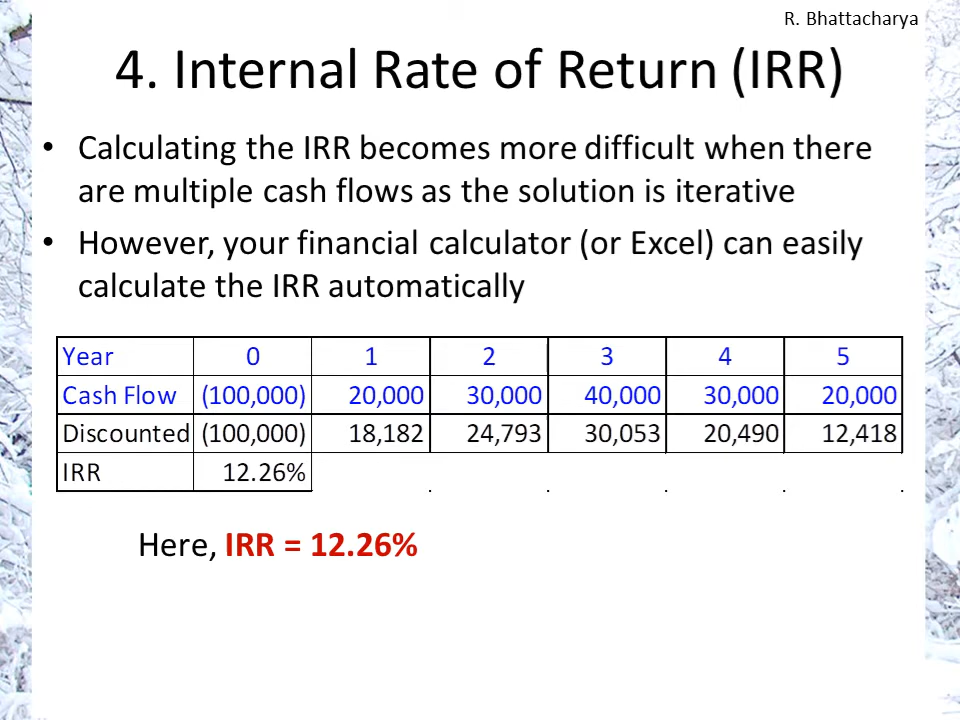 R. Bhattacharya
4. Internal Rate of Return (IRR)
• Calculating the IRR becomes more difficult when there
are multiple cash flows as the solution is iterative
• However, your financial calculator (or Excel) can easily
calculate the IRR automatically
Year 0 1 2 3 4 5
Cash Flow (100,000) 20,000 30,000 40,000 30,000 20,000
Discounted (100,000) 18,182 24,793 30,053 20,490 12,418
IRR 12.26%
Here, IRR = 12.26%